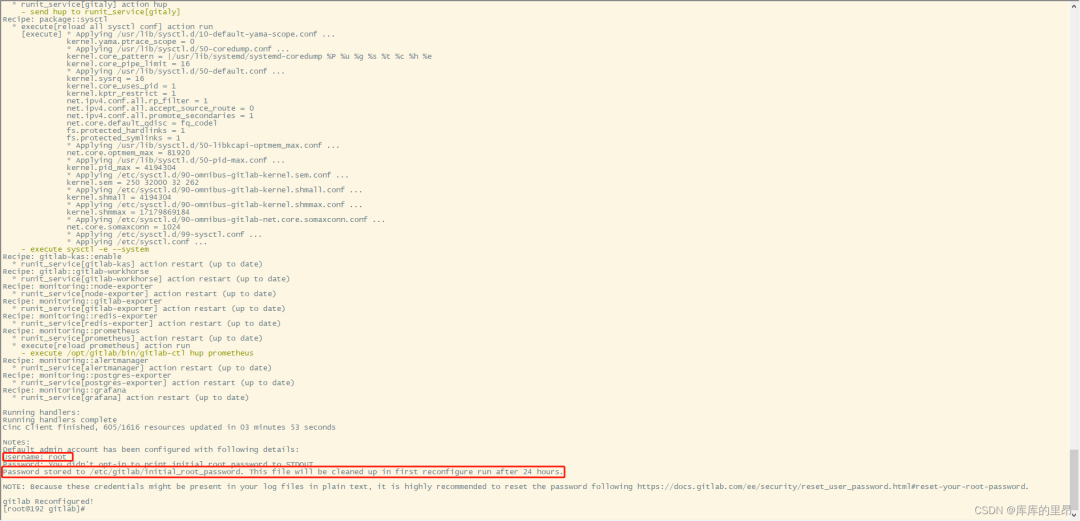 * runit_service[gitaly] action hup
- send hup to runit_service[gitaly]
Recipe: package::sysctl
* execute[reload all sysctl conf] action run
[execute] * Applying /usr/lib/sysctl.d/10-default-yama-scope.conf ...
kernel.yama.ptrace_scope = 0
* Applying /usr/lib/sysctl.d/50-coredump.conf ...
kernel.core_pattern = |/usr/lib/systemd/systemd-coredump %P %u %g %s %t %c %h %e
kernel.core_pipe_limit = 16
* Applying /usr/lib/sysctl.d/50-default.conf ...
kernel.sysrq = 16
kernel.core_uses_pid = 1
kernel.kptr_restrict = 1
net.ipv4.conf.all.rp_filter = 1
net.ipv4.conf.all.accept_source_route = 0
net.ipv4.conf.all.promote_secondaries = 1
net.core.default_qdisc = fq_codel
fs.protected_hardlinks = 1
fs.protected_symlinks = 1
* Applying /usr/lib/sysctl.d/50-libkcapi-optmem_max.conf ...
net.core.optmem_max = 81920
* Applying /usr/lib/sysctl.d/50-pid-max.conf ...
kernel.pid_max = 4194304
* Applying /etc/sysctl.d/90-omnibus-gitlab-kernel.sem.conf ...
kernel.sem = 250 32000 32 262
* Applying /etc/sysctl.d/90-omnibus-gitlab-kernel.shmall.conf ...
kernel.shmall = 4194304
* Applying /etc/sysctl.d/90-omnibus-gitlab-kernel.shmmax.conf ...
kernel.shmmax = 17179869184
* Applying /etc/sysctl.d/90-omnibus-gitlab-net.core.somaxconn.conf ...
net.core.somaxconn = 1024
* Applying /etc/sysctl.d/99-sysctl.conf ...
* Applying /etc/sysctl.conf ...
- execute sysctl -e --system
Recipe: gitlab-kas::enable
* runit_service[gitlab-kas] action restart (up to date)
Recipe: gitlab::gitlab-workhorse
* runit_service[gitlab-workhorse] action restart (up to date)
Recipe: monitoring::node-exporter
* runit_service[node-exporter] action restart (up to date)
Recipe: monitoring::gitlab-exporter
* runit_service[gitlab-exporter] action restart (up to date)
Recipe: monitoring::redis-exporter
* runit_service[redis-exporter] action restart (up to date)
Recipe: monitoring::prometheus
* runit_service[prometheus] action restart (up to date)
* execute[reload prometheus] action run
- execute /opt/gitlab/bin/gitlab-ctl hup prometheus
Recipe: monitoring::alertmanager
* runit_service[alertmanager] action restart (up to date)
Recipe: monitoring::postgres-exporter
* runit_service[postgres-exporter] action restart (up to date)
Recipe: monitoring::grafana
* runit_service[grafana] action restart (up to date)
Running handlers:
Running handlers complete
Cinc Client finished, 605/1616 resources updated in 03 minutes 53 seconds
Notes:
Default admin account has been configured with following details:
Username: root
Password: You didn't opt-in to print initial root password to STDOUT.
Password stored to /etc/gitlab/initial_root_password. This file will be cleaned up in first reconfigure run after 24 hours.
NOTE: Because these credentials might be present in your log files in plain text, it is highly recommended to reset the password following https://docs.gitlab.com/ee/security/reset_user_password.html#reset-your-root-password.
gitlab Reconfigured!
[root@192 gitlab]#
CSDN @库库的里昂